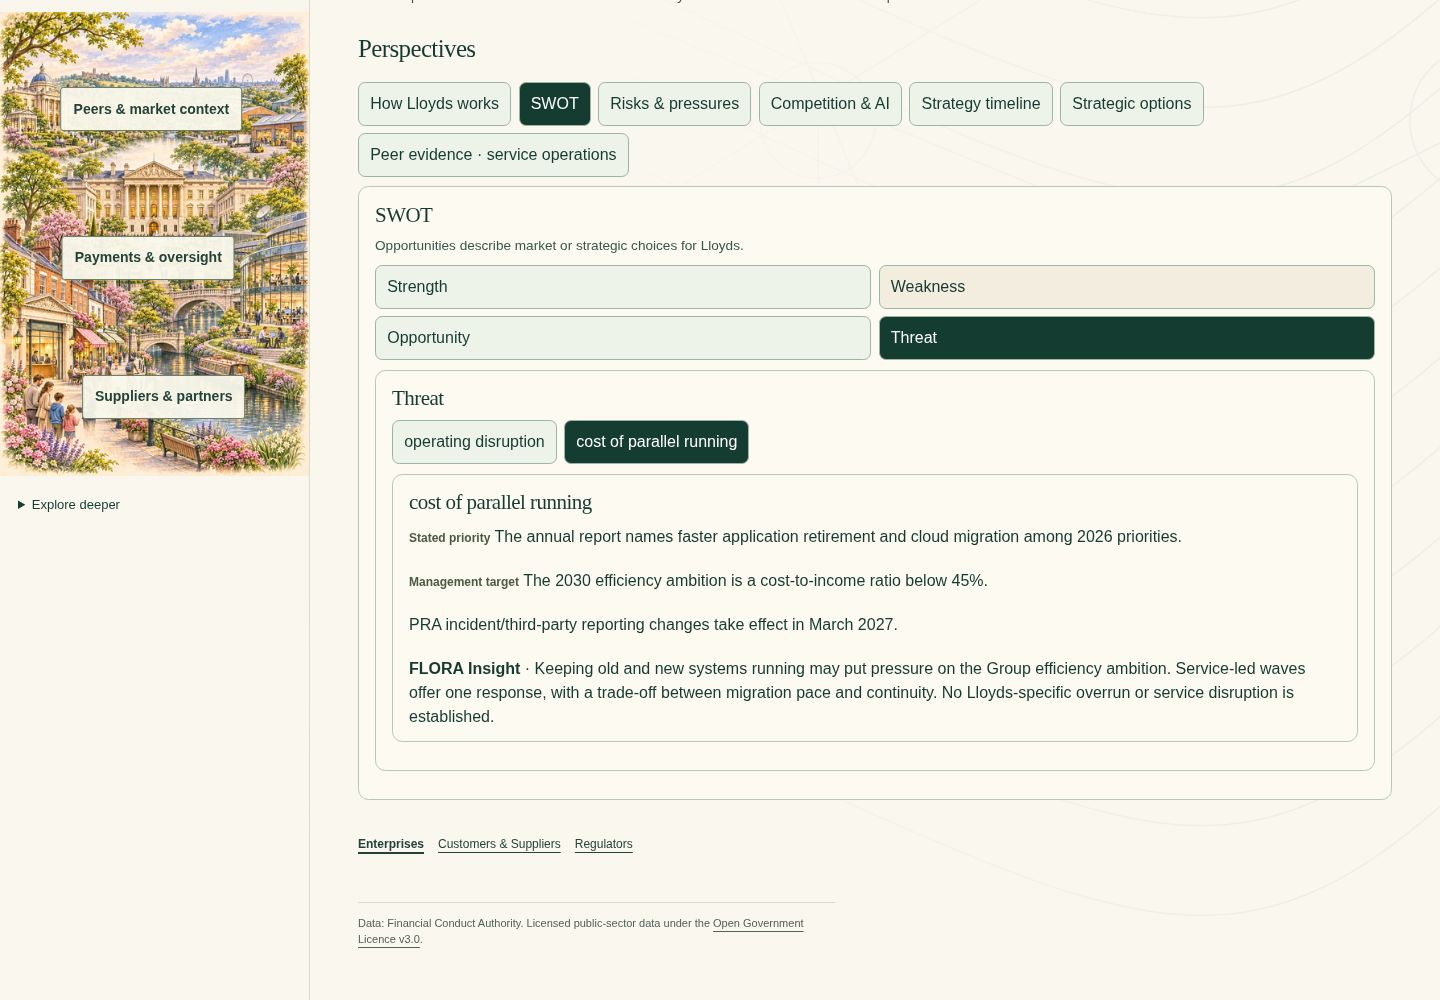 Peers & market context
Payments & oversight
Suppliers & partners
Explore deeper
Perspectives
How Lloyds works
SWOT
Risks & pressures
Competition & AI
Strategy timeline
Strategic options
Peer evidence · service operations
SWOT
Opportunities describe market or strategic choices for Lloyds.
Strength
Weakness
Opportunity
Threat
Threat
operating disruption
cost of parallel running
cost of parallel running
Stated priority The annual report names faster application retirement and cloud migration among 2026 priorities.
Management target The 2030 efficiency ambition is a cost-to-income ratio below 45%.
PRA incident/third-party reporting changes take effect in March 2027.
FLORA Insight · Keeping old and new systems running may put pressure on the Group efficiency ambition. Service-led waves
offer one response, with a trade-off between migration pace and continuity. No Lloyds-specific overrun or service disruption is
established.
Enterprises
Customers & Suppliers
Regulators
Data: Financial Conduct Authority. Licensed public-sector data under the Open Government
Licence v3.0.